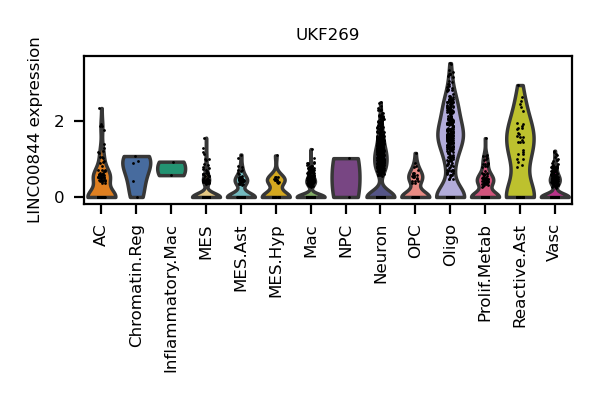 UKF269
LINC00844 expression
2
0
AC
Chromatin.Reg
Inflammatory.Mac
MES
MES.Ast
MES.Hyp
Mac
NPC
Neuron
OPC
Oligo
Prolif.Metab
Reactive.Ast
Vasc